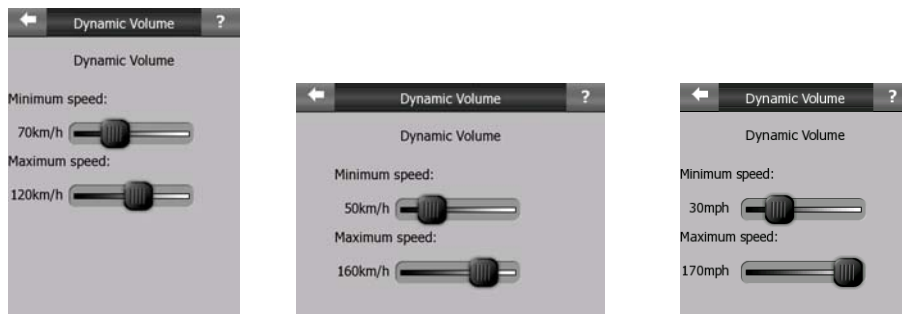 Dynamic Volume ?
Dynamic Volume
Minimum speed:
70km/h
Maximum speed:
120km/h
Dynamic Volume ?
Dynamic Volume
Minimum speed:
50km/h
Maximum speed:
160km/h
Dynamic Volume ?
Dynamic Volume
Minimum speed:
30mph
Maximum speed:
170mph